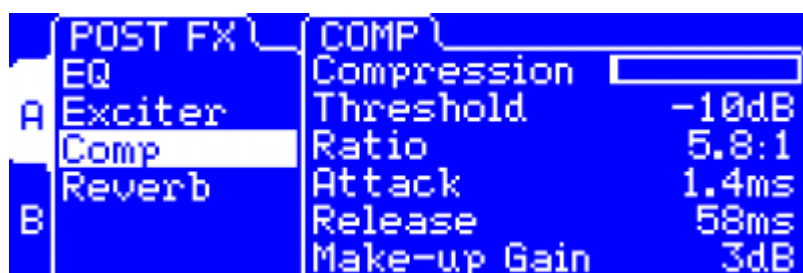 POST FX
EQ
Exciter
Comp
Reverb
A
B
COMP
Compression
Threshold -10dB
Ratio 5.8:1
Attack 1.4ms
Release 58ms
Make-up Gain 3dB